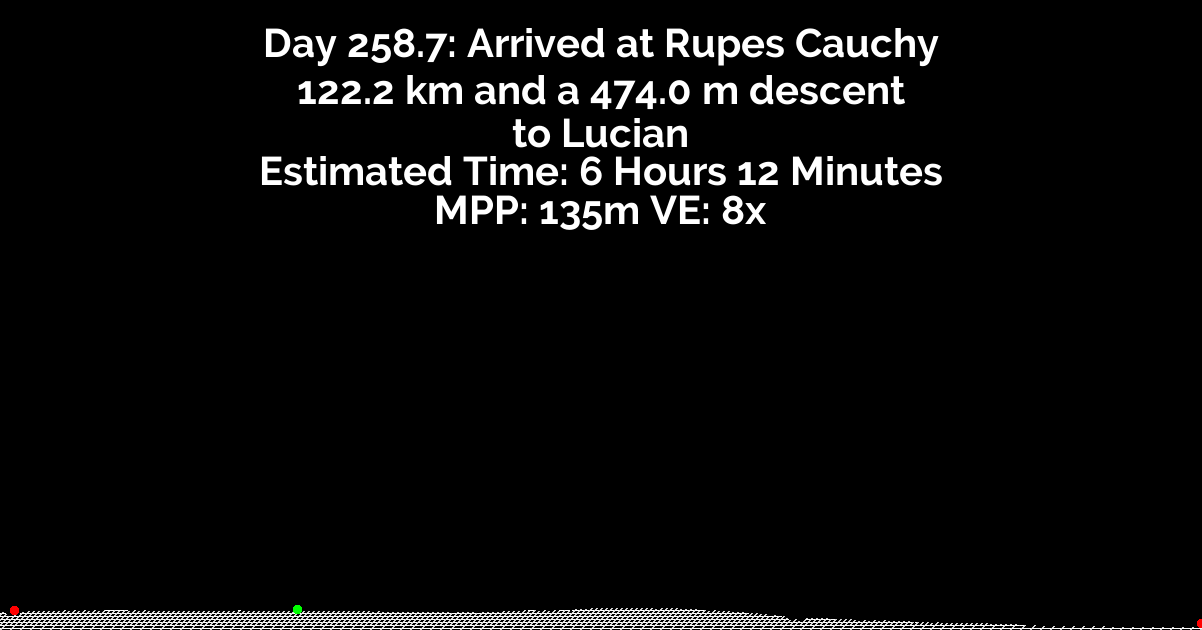 Day 258.7: Arrived at Rupes Cauchy
122.2 km and a 474.0 m descent
to Lucian
Estimated Time: 6 Hours 12 Minutes
MPP: 135m VE: 8x